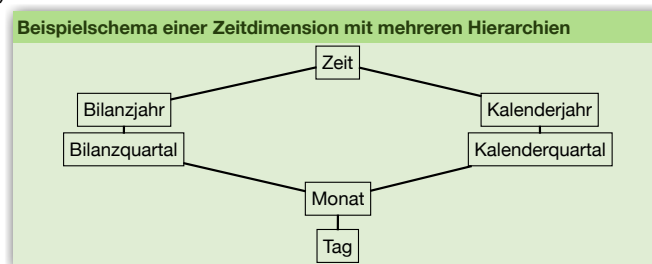 Beispielschema einer Zeitdimension mit mehreren Hierarchien
Zeit
Bilanzjahr Kalenderjahr
Bilanzquartal Kalenderquartal
Monat
Tag